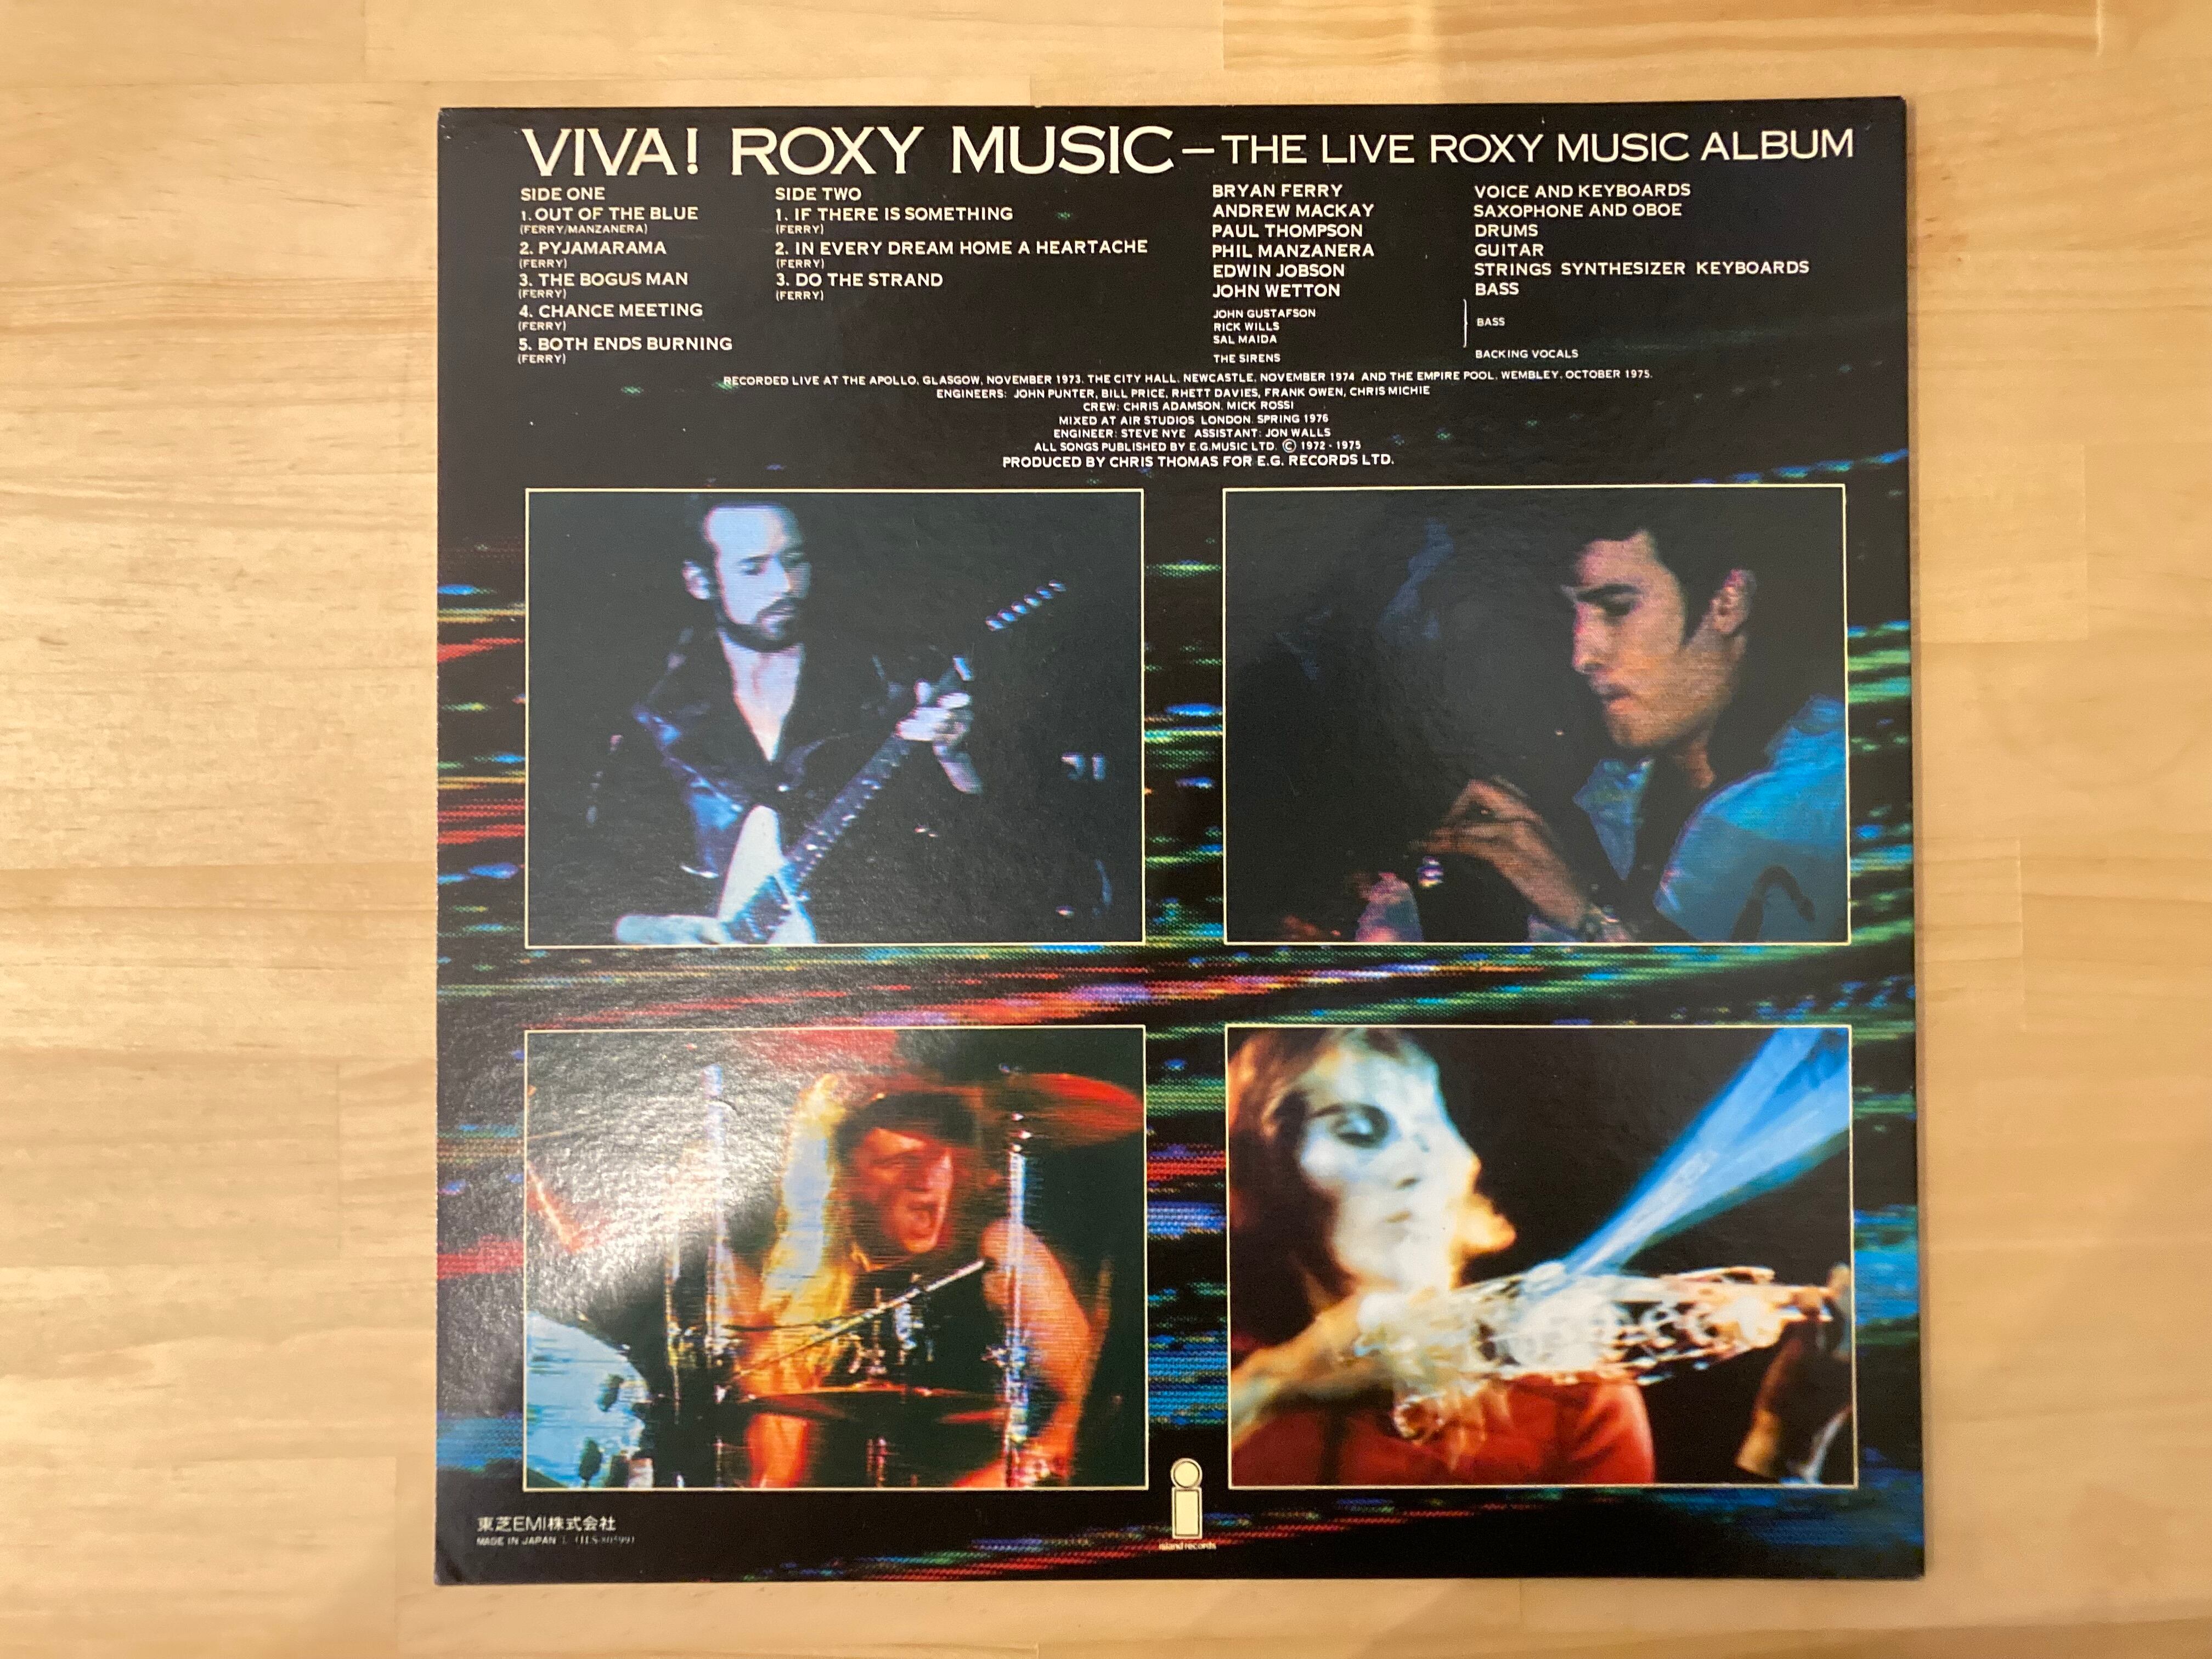 VIVA! ROXY MUSIC – THE LIVE ROXY MUSIC ALBUM
SIDE ONE
1. OUT OF THE BLUE
(FERRY/MANZANERA)
2. PYJAMARAMA
(FERRY)
3. THE BOGUS MAN
(FERRY)
4. CHANCE MEETING
(FERRY)
5. BOTH ENDS BURNING
(FERRY)
SIDE TWO
1. IF THERE IS SOMETHING
(FERRY)
2. IN EVERY DREAM HOME A HEARTACHE
(FERRY)
3. DO THE STRAND
(FERRY)
BRYAN FERRY VOICE AND KEYBOARDS
ANDREW MACKAY SAXOPHONE AND OBOE
PAUL THOMPSON DRUMS
PHIL MANZANERA GUITAR
EDWIN JOBSON STRINGS SYNTHESIZER KEYBOARDS
JOHN WETTON BASS
JOHN GUSTAFSON
RICK WILLS BASS
SAL MAIDA
THE SIRENS BACKING VOCALS
RECORDED LIVE AT THE APOLLO, GLASGOW, NOVEMBER 1973. THE CITY HALL, NEWCASTLE, NOVEMBER 1974 AND THE EMPIRE POOL, WEMBLEY, OCTOBER 1975.
ENGINEERS: JOHN PUNTER, BILL PRICE, RHETT DAVIES, FRANK OWEN, CHRIS MICHIE
CREW: CHRIS ADAMSON, MICK ROSSI
MIXED AT AIR STUDIOS LONDON. SPRING 1976
ENGINEER: STEVE NYE ASSISTANT: JON WALLS
ALL SONGS PUBLISHED BY E.G.MUSIC LTD. © 1972 - 1975
PRODUCED BY CHRIS THOMAS FOR E.G. RECORDS LTD.
東芝EMI株式会社
MADE IN JAPAN (ILS-80599)
island records